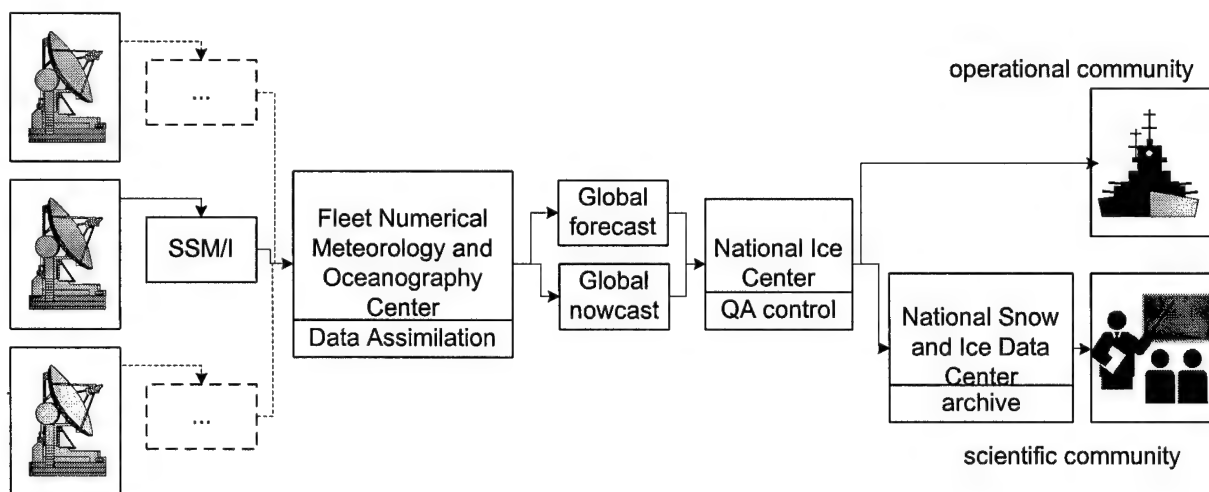 ...
SSM/I
...
Fleet Numerical
Meteorology and
Oceanography
Center
Data Assimilation
Global
forecast
Global
nowcast
National Ice
Center
QA control
operational community
National Snow
and Ice Data
Center
archive
scientific community